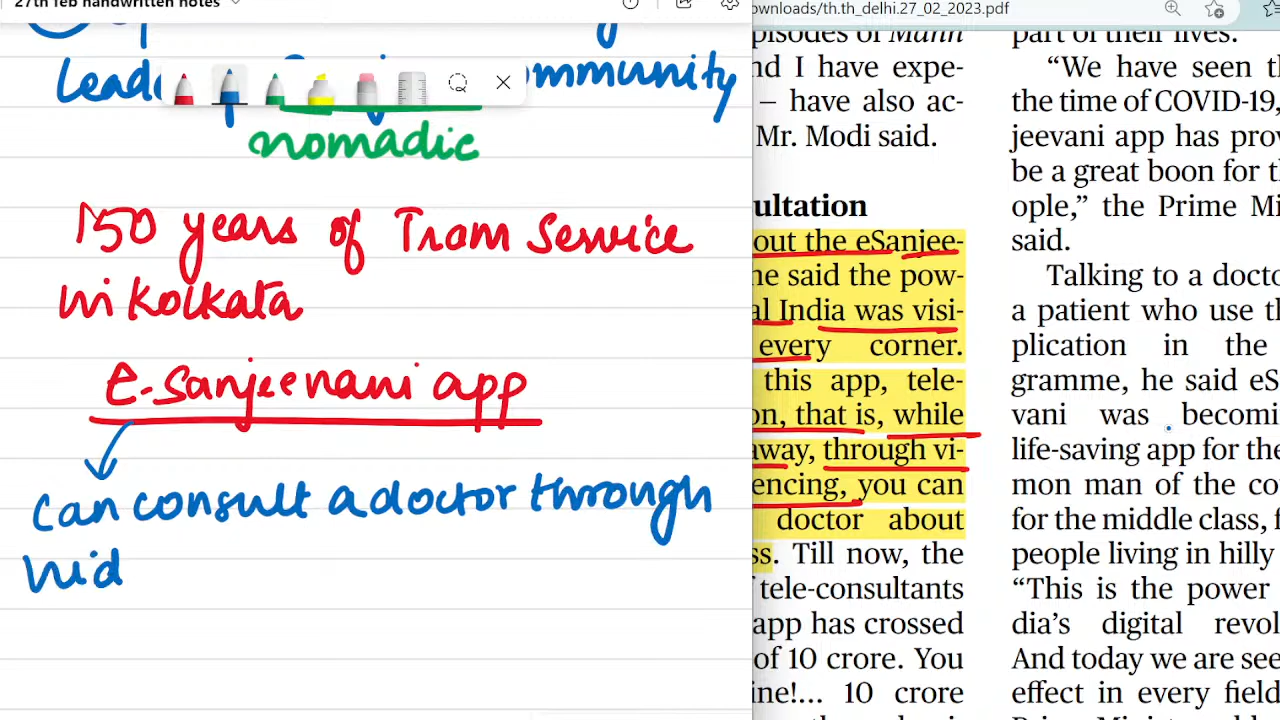 27th feb handwritten notes
community
nomadic
150 years of Tram Service
in Kolkata
E-Sanjeevani app
can consult a doctor through
vid
ownloads/th.th_delhi.27_02_2023.pdf
pisodes of Mann
nd I have expe-
– have also ac-
Mr. Modi said.
ultation
out the eSanjee-
he said the pow-
al India was visi-
every corner.
this app, tele-
on, that is, while
away, through vi-
encing, you can
doctor about
ss. Till now, the
f tele-consultants
app has crossed
of 10 crore. You
ine!... 10 crore
part of their lives.
“We have seen th
the time of COVID-19,
jeevani app has prov
be a great boon for th
ople,” the Prime Mi
said.
Talking to a docto
a patient who use th
plication in the
gramme, he said eS
vani was becomi
life-saving app for the
mon man of the cou
for the middle class, f
people living in hilly
“This is the power
dia’s digital revol
And today we are see
effect in every field